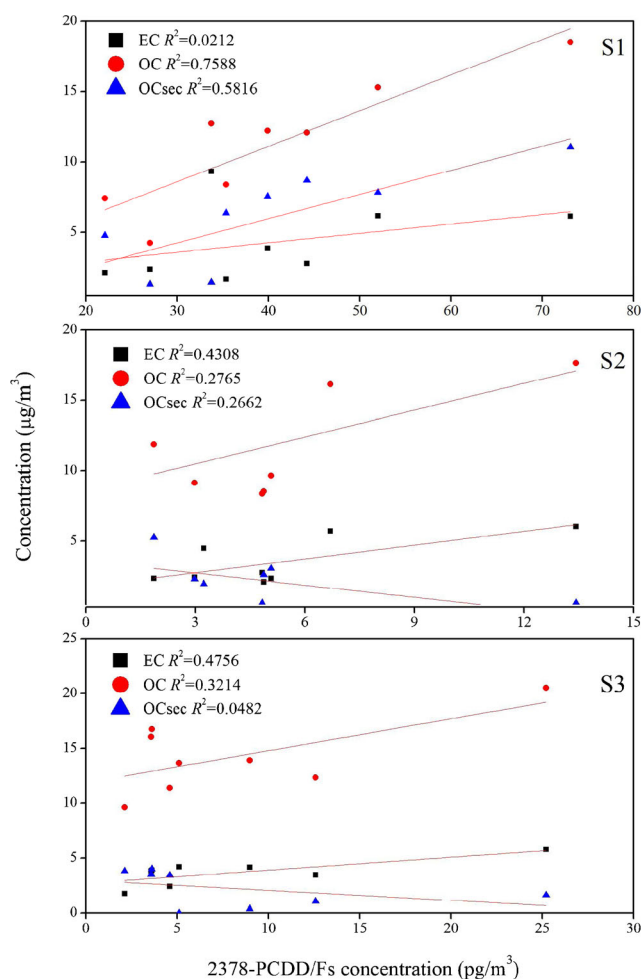 20
15
10
5
EC R²=0.0212
OC R²=0.7588
OCsec R²=0.5816
S1
20 30 40 50 60 70 80
20
15
10
5
EC R²=0.4308
OC R²=0.2765
OCsec R²=0.2662
S2
0 3 6 9 12 15
Concentration (µg/m³)
25
20
15
10
5
0
EC R²=0.4756
OC R²=0.3214
OCsec R²=0.0482
S3
0 5 10 15 20 25 30
2378-PCDD/Fs concentration (pg/m³)